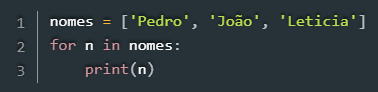 1 nomes = ['Pedro', 'João', 'Leticia']
2 for n in nomes:
3     print(n)